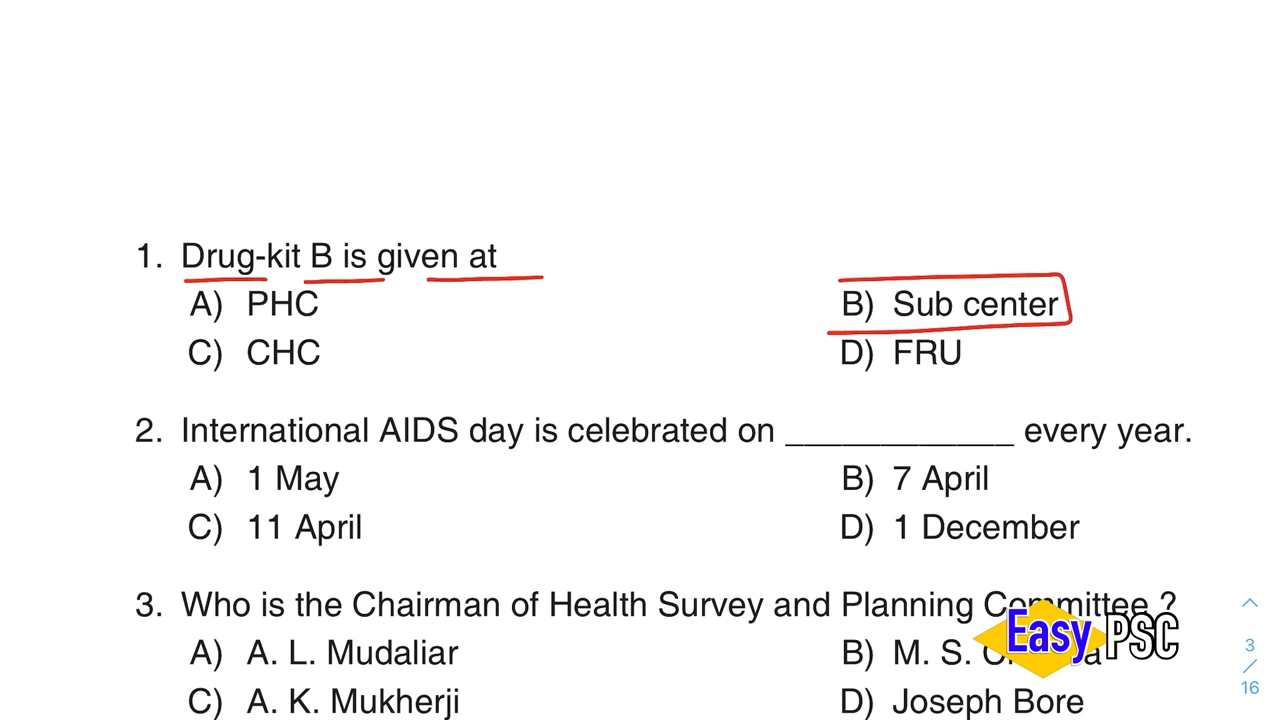 1. Drug-kit B is given at
A) PHC B) Sub center
C) CHC D) FRU
2. International AIDS day is celebrated on ____________ every year.
A) 1 May B) 7 April
C) 11 April D) 1 December
3. Who is the Chairman of Health Survey and Planning Committee ?
A) A. L. Mudaliar B) M. S.
C) A. K. Mukherji D) Joseph Bore
Easy PSC
3
/
16